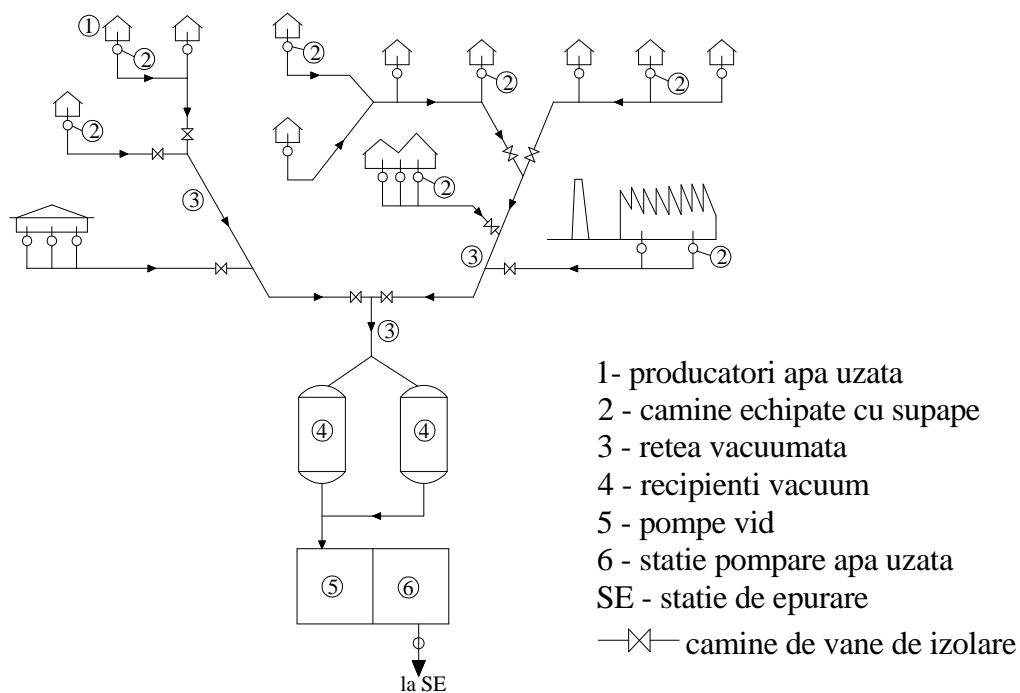 1
2
2
2
2
2
2
3
3
2
3
4
4
5
6
la SE
1- producatori apa uzata
2 - camine echipate cu supape
3 - retea vacuumata
4 - recipienti vacuum
5 - pompe vid
6 - statie pompare apa uzata
SE - statie de epurare
camine de vane de izolare